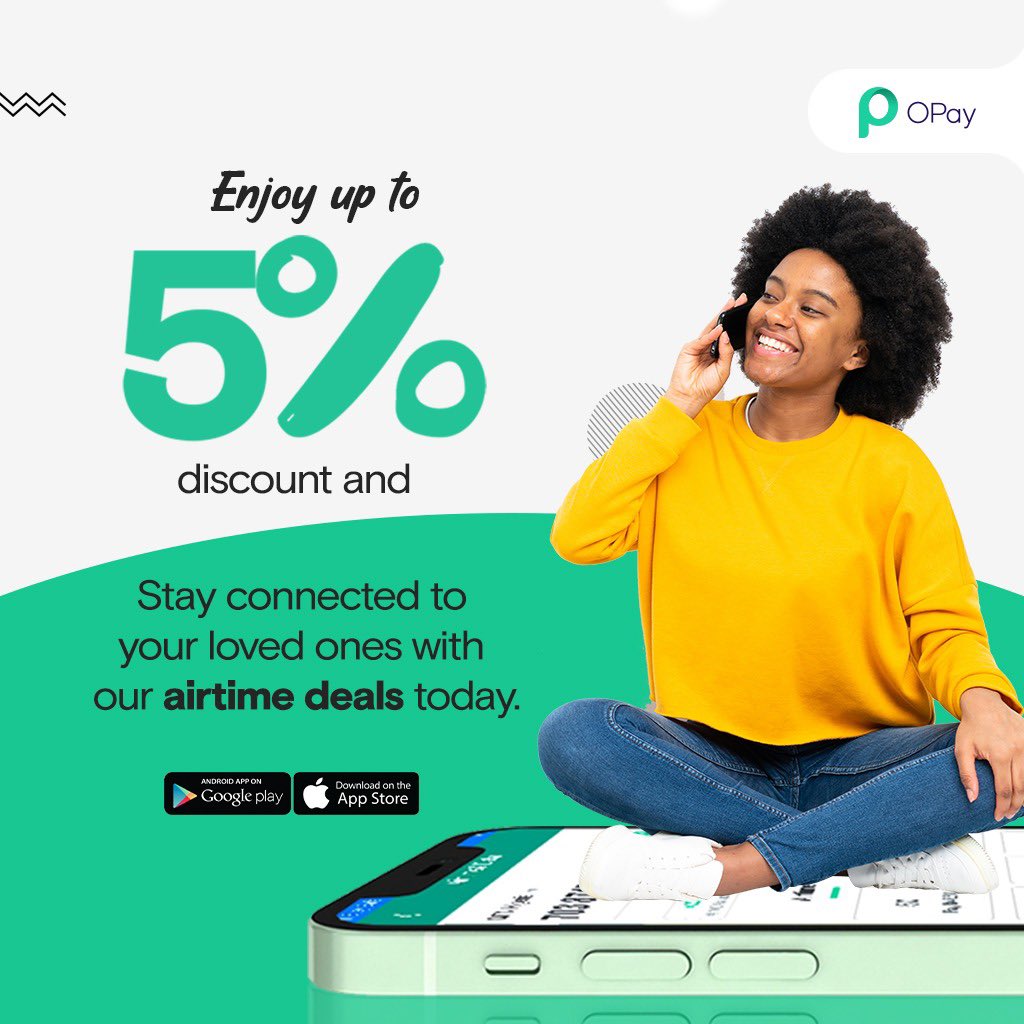 OPay
Enjoy up to
5%
discount and
Stay connected to
your loved ones with
our airtime deals today.
ANDROID APP ON
Google play
Download on the
App Store